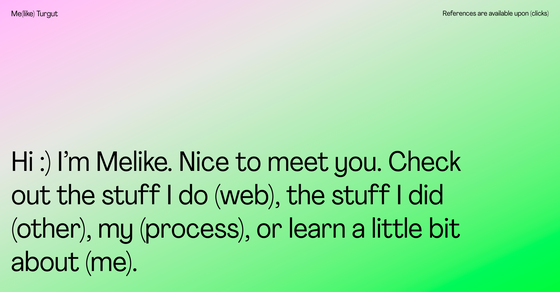 Me(like) Turgut
References are available upon (clicks)
Hi :) I'm Melike. Nice to meet you. Check
out the stuff I do (web), the stuff I did
(other), my (process), or learn a little bit
about (me).